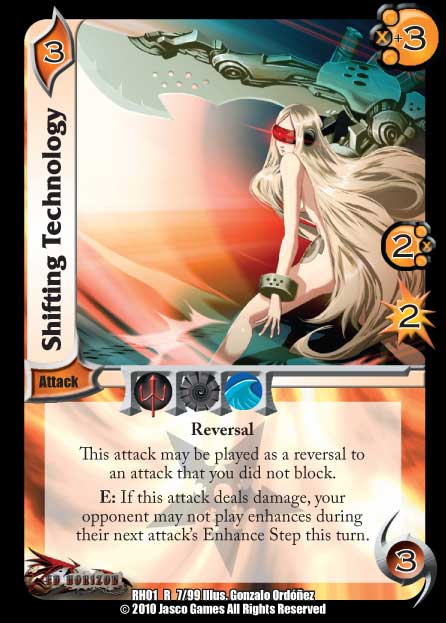 3
X +3
Shifting Technology
2
2
Attack
Reversal
This attack may be played as a reversal to
an attack that you did not block.
E: If this attack deals damage, your
opponent may not play enhances during
their next attack's Enhance Step this turn.
RED HORIZON
3
RH01 R 7/99 Illus. Gonzalo Ordóñez
© 2010 Jasco Games All Rights Reserved